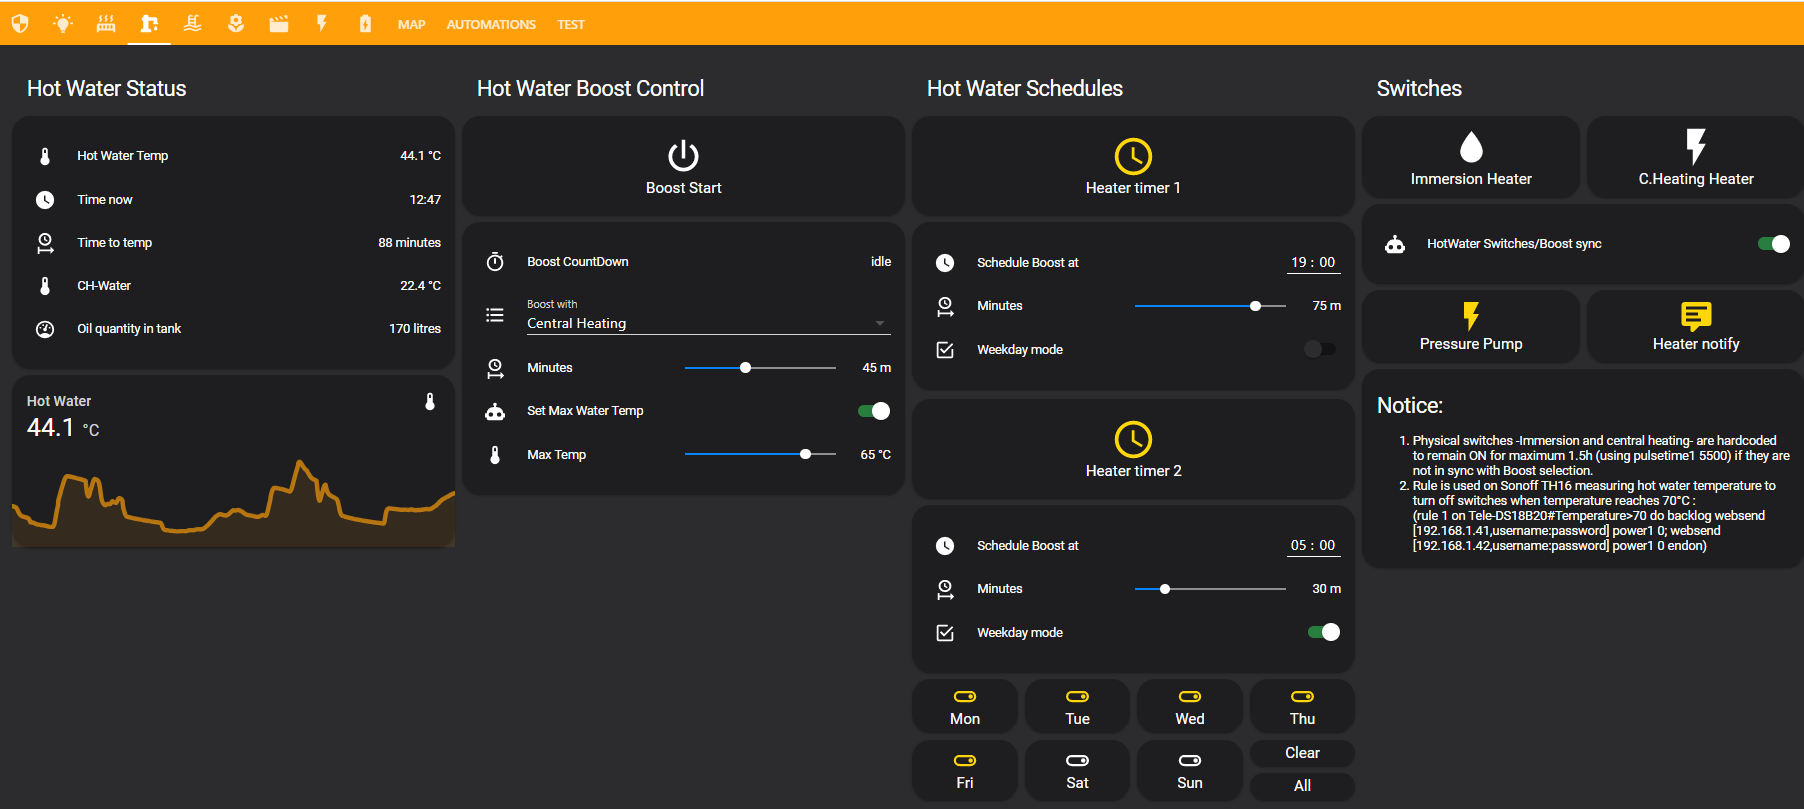 MAP AUTOMATIONS TEST
Hot Water Status
Hot Water Temp 44.1 °C
Time now 12:47
Time to temp 88 minutes
CH-Water 22.4 °C
Oil quantity in tank 170 litres
Hot Water
44.1 °C
Hot Water Boost Control
Boost Start
Boost CountDown idle
Boost with
Central Heating
Minutes 45 m
Set Max Water Temp
Max Temp 65 °C
Hot Water Schedules
Heater timer 1
Schedule Boost at 19 : 00
Minutes 75 m
Weekday mode
Heater timer 2
Schedule Boost at 05 : 00
Minutes 30 m
Weekday mode
Mon Tue Wed Thu
Fri Sat Sun Clear
All
Switches
Immersion Heater C.Heating Heater
HotWater Switches/Boost sync
Pressure Pump Heater notify
Notice:
1. Physical switches -Immersion and central heating- are hardcoded
to remain ON for maximum 1.5h (using pulsetime1 5500) if they are
not in sync with Boost selection.
2. Rule is used on Sonoff TH16 measuring hot water temperature to
turn off switches when temperature reaches 70°C :
(rule 1 on Tele-DS18B20#Temperature>70 do backlog websend
[192.168.1.41,username:password] power1 0; websend
[192.168.1.42,username:password] power1 0 endon)